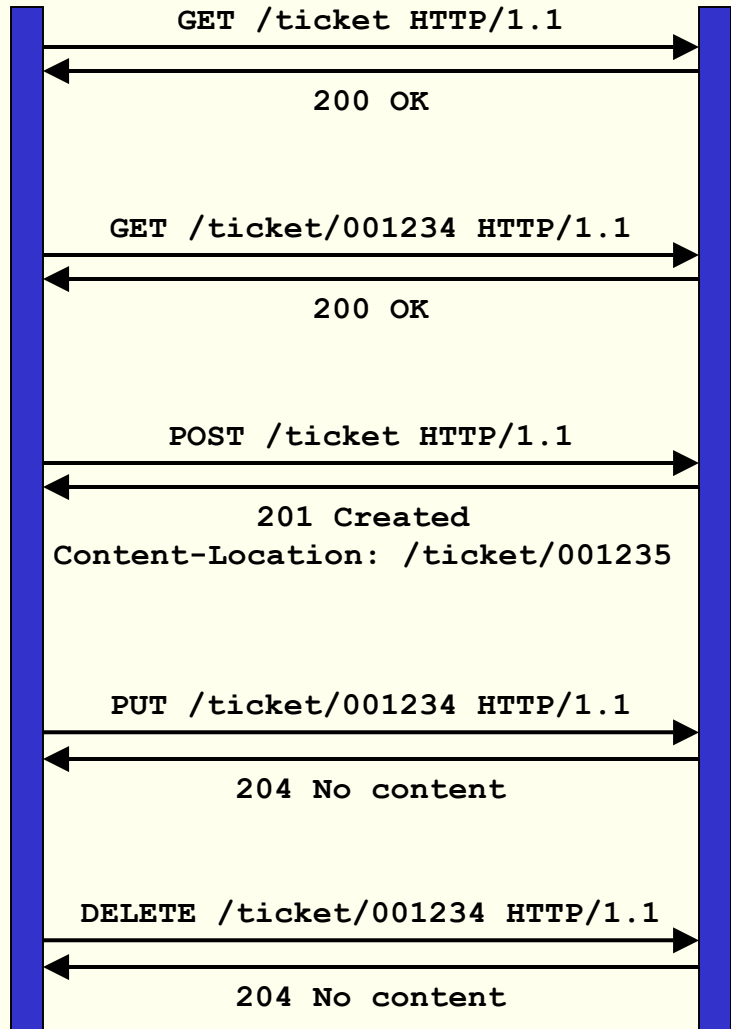 GET /ticket HTTP/1.1
200 OK
GET /ticket/001234 HTTP/1.1
200 OK
POST /ticket HTTP/1.1
201 Created
Content-Location: /ticket/001235
PUT /ticket/001234 HTTP/1.1
204 No content
DELETE /ticket/001234 HTTP/1.1
204 No content